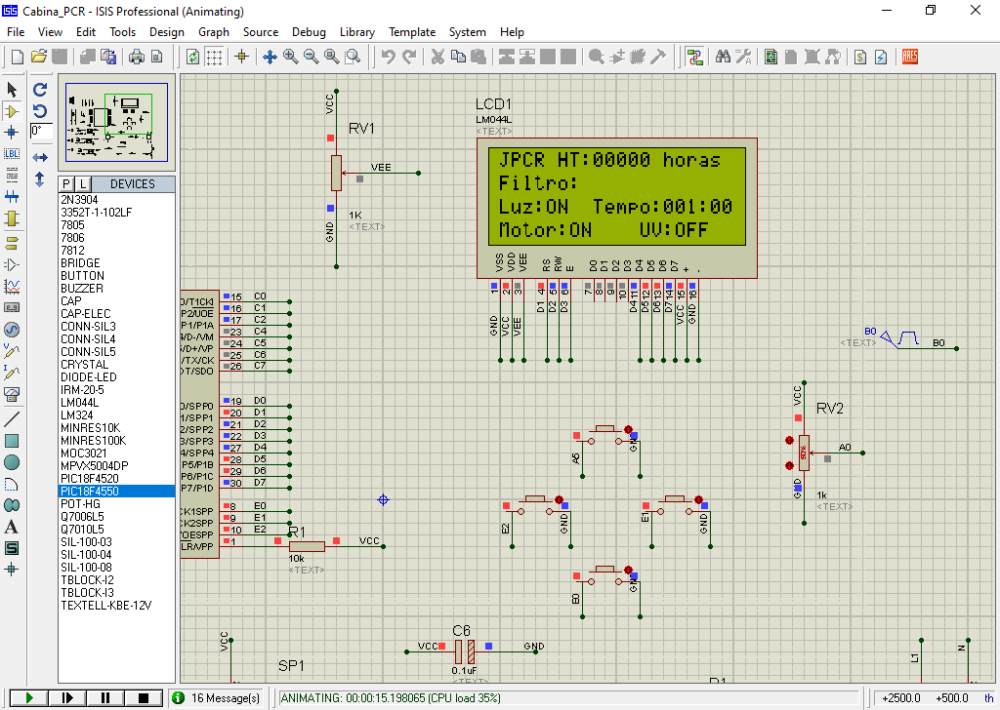 Cabina_PCR - ISIS Professional (Animating)
File View Edit Tools Design Graph Source Debug Library Template System Help
0°
LBL
ARES
P L DEVICES
2N3904
3352T-1-102LF
7805
7806
7812
BRIDGE
BUTTON
BUZZER
CAP
CAP-ELEC
CONN-SIL3
CONN-SIL4
CONN-SIL5
CRYSTAL
DIODE-LED
IRM-20-5
LM044L
LM324
MINRES10K
MINRES100K
MOC3021
MPVX5004DP
PIC18F4520
PIC18F4550
POT-HG
Q7006L5
Q7010L5
SIL-100-03
SIL-100-04
SIL-100-08
TBLOCK-I2
TBLOCK-I3
TEXTELL-KBE-12V
VCC
RV1
VEE
1K
<TEXT>
GND
LCD1
LM044L
<TEXT>
JPCR HT:00000 horas
Filtro:
Luz:ON Tempo:001:00
Motor:ON UV:OFF
VSS VDD VEE RS RW E D0 D1 D2 D3 D4 D5 D6 D7 + -
1 2 3 4 5 6 7 8 9 10 11 12 13 14 15 16
D1 D2 D3 D4 D5 D6 D7 VCC GND
GND VCC VEE
0/T1CKI 15 C0
P2/UOE 16 C1
P1/P1A 17 C2
4/D-/VM 23 C4
5/D+/VP 24 C5
/TX/CK 25 C6
DT/SDO 26 C7
0/SPP0 19 D0
1/SPP1 20 D1
2/SPP2 21 D2
3/SPP3 22 D3
4/SPP4 27 D4
P5/P1B 28 D5
P6/P1C 29 D6
P7/P1D 30 D7
CK1SPP 8 E0
CK2SPP 9 E1
OESPP 10 E2
LR/VPP 1
R1
VCC
10k
<TEXT>
B0
<TEXT>
B0
VCC
RV2
50%
A0
GND
1k
<TEXT>
A5 GND
E2 GND
E1 GND
E0 GND
VCC
SP1
C6
VCC GND
0.1uF
<TEXT>
D1
L1
N
16 Message(s)
ANIMATING: 00:00:15.198065 (CPU load 35%)
+2500.0 +500.0 th